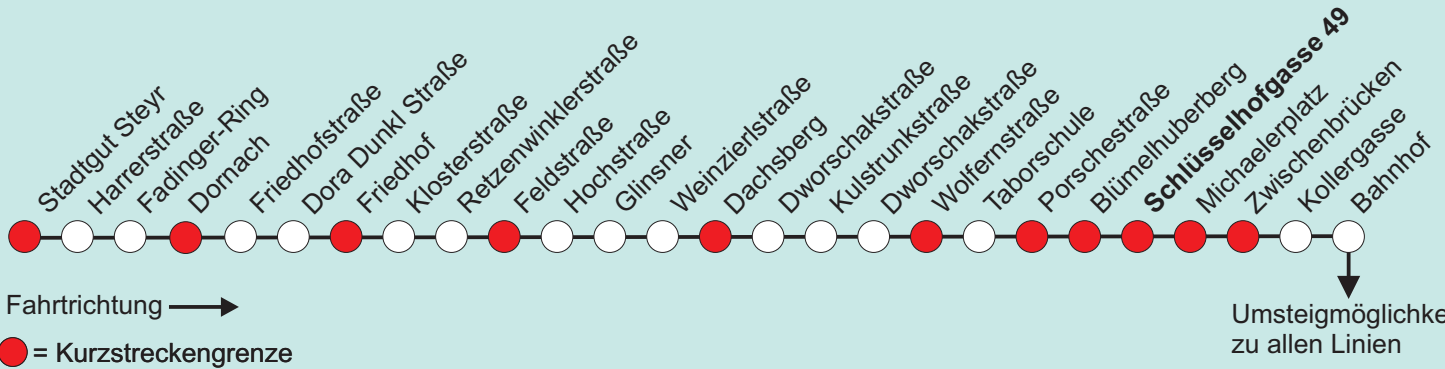 Stadtgut Steyr
Harrerstraße
Fadinger-Ring
Dornach
Friedhofstraße
Dora Dunkl Straße
Friedhof
Klosterstraße
Retzenwinklerstraße
Feldstraße
Hochstraße
Glinsner
Weinzierlstraße
Dachsberg
Dworschakstraße
Kulstrunkstraße
Dworschakstraße
Wolfernstraße
Taborschule
Porschestraße
Blümelhuberberg
Schlüsselhofgasse 49
Michaelerplatz
Zwischenbrücken
Kollergasse
Bahnhof
Fahrtrichtung
= Kurzstreckengrenze
Umsteigmöglichke
zu allen Linien